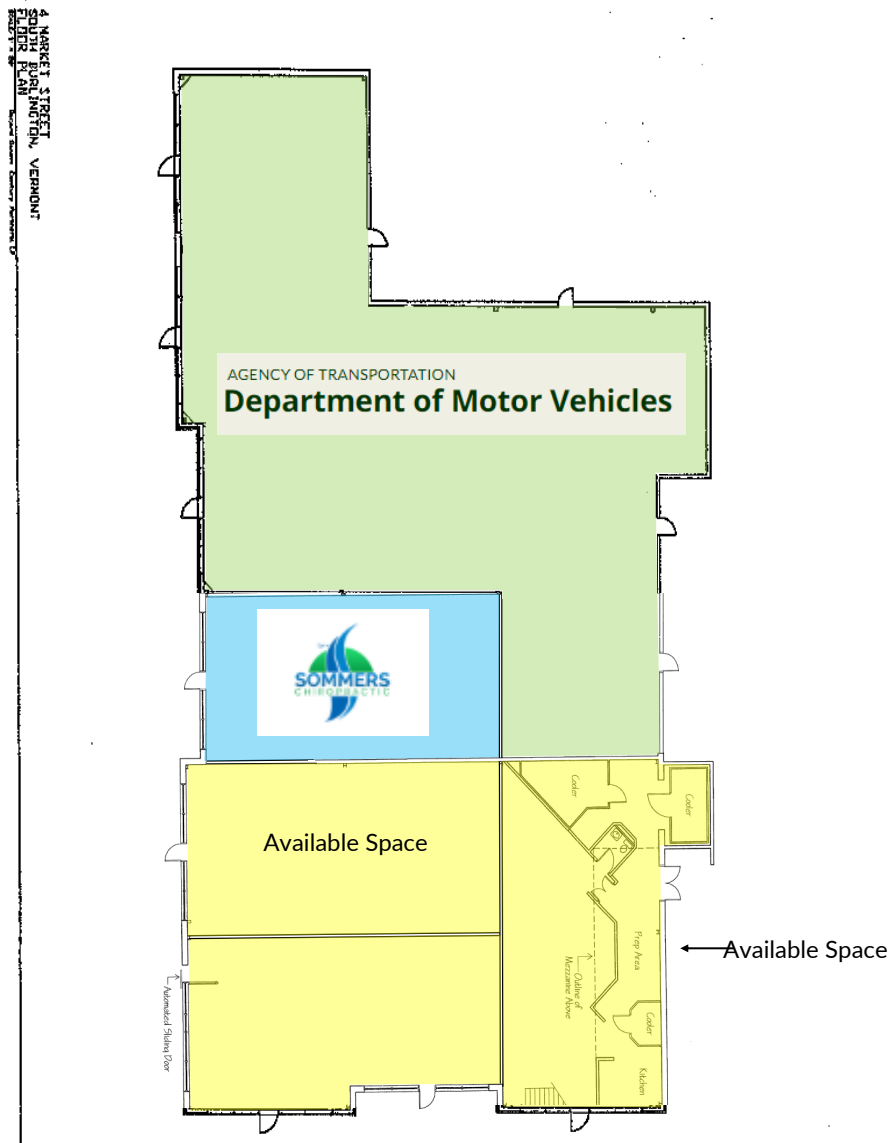 4 MARKET STREET
SOUTH BURLINGTON, VERMONT
FLOOR PLAN
AGENCY OF TRANSPORTATION
Department of Motor Vehicles
SOMMERS
CHIROPRACTIC
Cooler
Cooler
Available Space
Prep Area
Available Space
Outline of
Mezzanine Above
Automated Sliding Door
Cooler
Kitchen